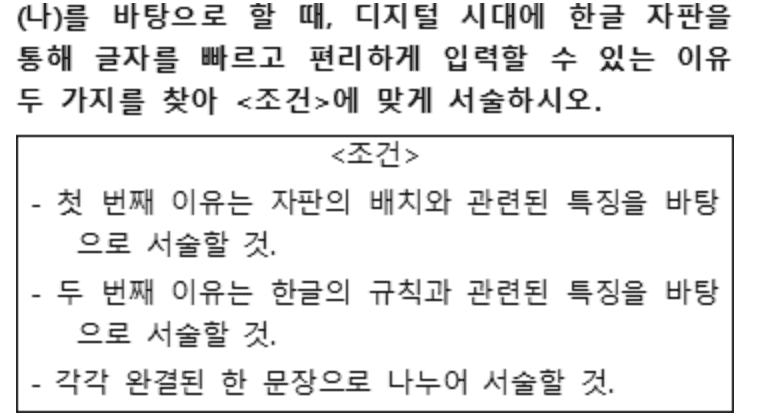 (나)를 바탕으로 할 때, 디지털 시대에 한글 자판을
통해 글자를 빠르고 편리하게 입력할 수 있는 이유
두 가지를 찾아 <조건>에 맞게 서술하시오.
<조건>
- 첫 번째 이유는 자판의 배치와 관련된 특징을 바탕
으로 서술할 것.
- 두 번째 이유는 한글의 규칙과 관련된 특징을 바탕
으로 서술할 것.
- 각각 완결된 한 문장으로 나누어 서술할 것.